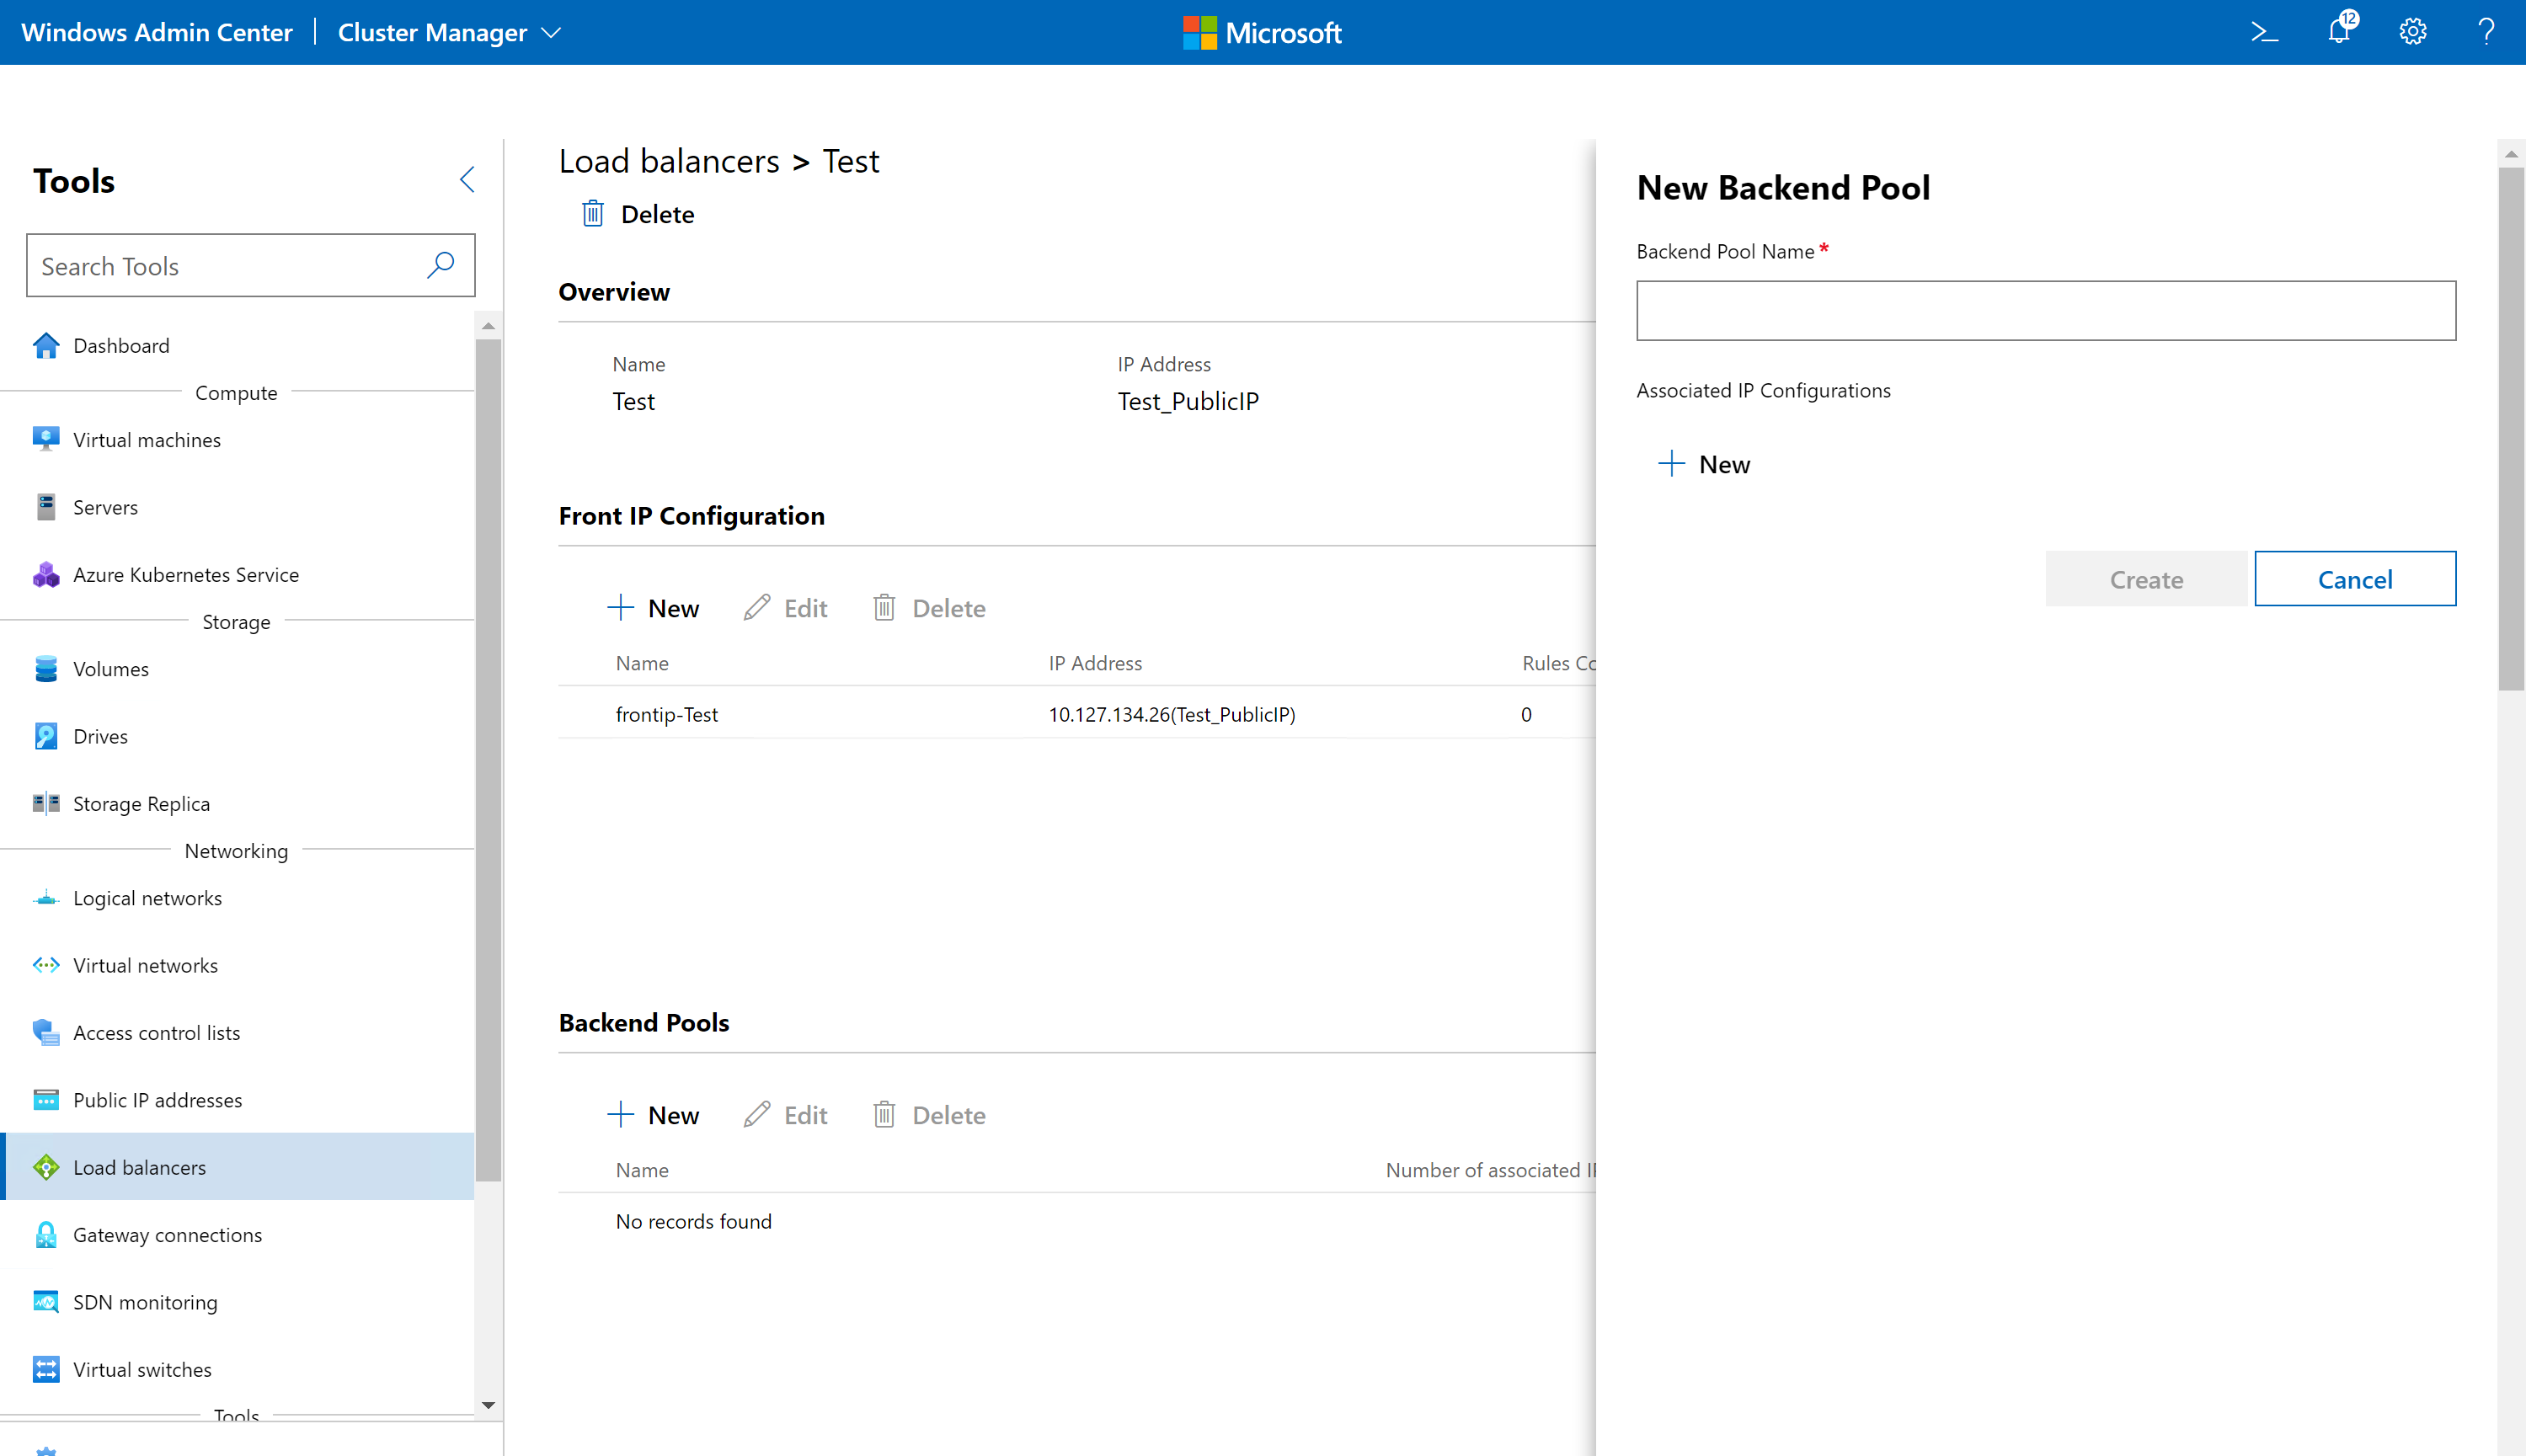 Windows Admin Center | Cluster Manager
Microsoft
12
Tools
Search Tools
Dashboard
Compute
Virtual machines
Servers
Azure Kubernetes Service
Storage
Volumes
Drives
Storage Replica
Networking
Logical networks
Virtual networks
Access control lists
Public IP addresses
Load balancers
Gateway connections
SDN monitoring
Virtual switches
Tools
Load balancers > Test
Delete
Overview
Name IP Address
Test Test_PublicIP
Front IP Configuration
New Edit Delete
Name IP Address Rules Co
frontip-Test 10.127.134.26(Test_PublicIP) 0
Backend Pools
New Edit Delete
Name Number of associated IP
No records found
New Backend Pool
Backend Pool Name *
Associated IP Configurations
New
Create Cancel